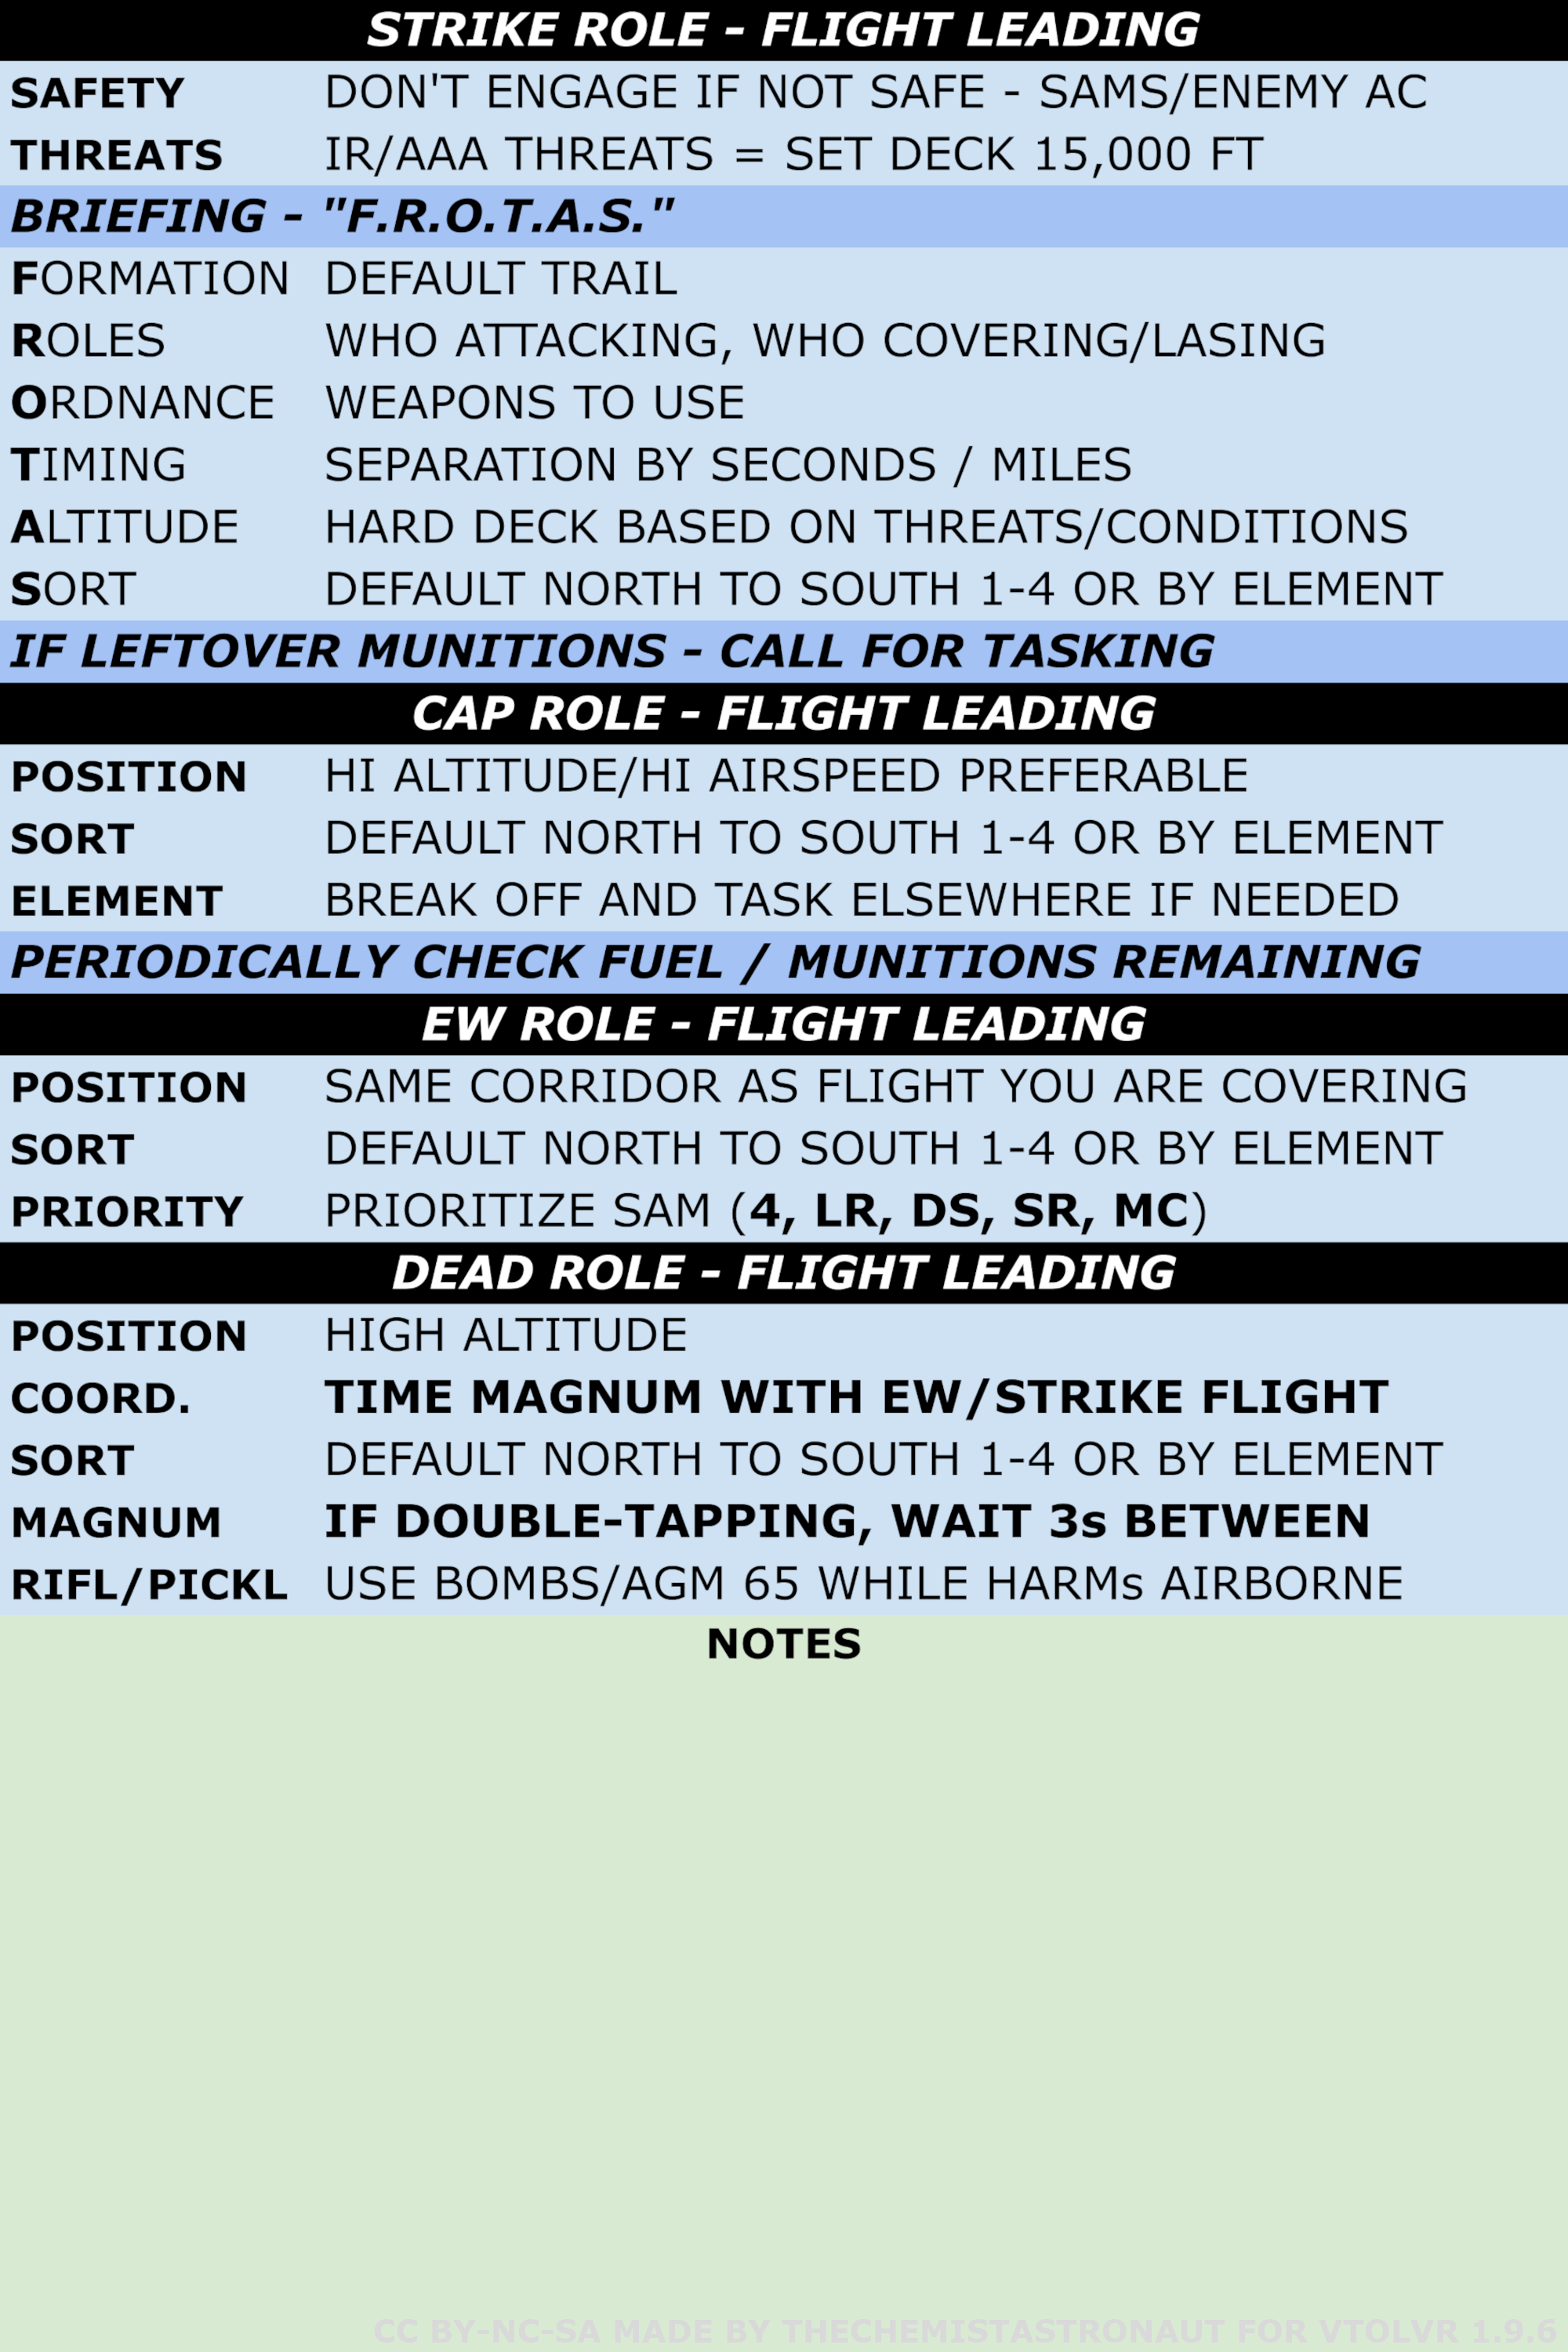 STRIKE ROLE - FLIGHT LEADING
SAFETY DON'T ENGAGE IF NOT SAFE - SAMS/ENEMY AC
THREATS IR/AAA THREATS = SET DECK 15,000 FT
BRIEFING - "F.R.O.T.A.S."
FORMATION DEFAULT TRAIL
ROLES WHO ATTACKING, WHO COVERING/LASING
ORDNANCE WEAPONS TO USE
TIMING SEPARATION BY SECONDS / MILES
ALTITUDE HARD DECK BASED ON THREATS/CONDITIONS
SORT DEFAULT NORTH TO SOUTH 1-4 OR BY ELEMENT
IF LEFTOVER MUNITIONS - CALL FOR TASKING
CAP ROLE - FLIGHT LEADING
POSITION HI ALTITUDE/HI AIRSPEED PREFERABLE
SORT DEFAULT NORTH TO SOUTH 1-4 OR BY ELEMENT
ELEMENT BREAK OFF AND TASK ELSEWHERE IF NEEDED
PERIODICALLY CHECK FUEL / MUNITIONS REMAINING
EW ROLE - FLIGHT LEADING
POSITION SAME CORRIDOR AS FLIGHT YOU ARE COVERING
SORT DEFAULT NORTH TO SOUTH 1-4 OR BY ELEMENT
PRIORITY PRIORITIZE SAM (4, LR, DS, SR, MC)
DEAD ROLE - FLIGHT LEADING
POSITION HIGH ALTITUDE
COORD. TIME MAGNUM WITH EW/STRIKE FLIGHT
SORT DEFAULT NORTH TO SOUTH 1-4 OR BY ELEMENT
MAGNUM IF DOUBLE-TAPPING, WAIT 3s BETWEEN
RIFL/PICKL USE BOMBS/AGM 65 WHILE HARMs AIRBORNE
NOTES
CC BY-NC-SA MADE BY THECHEMISTASTRONAUT FOR VTOLVR 1.9.6